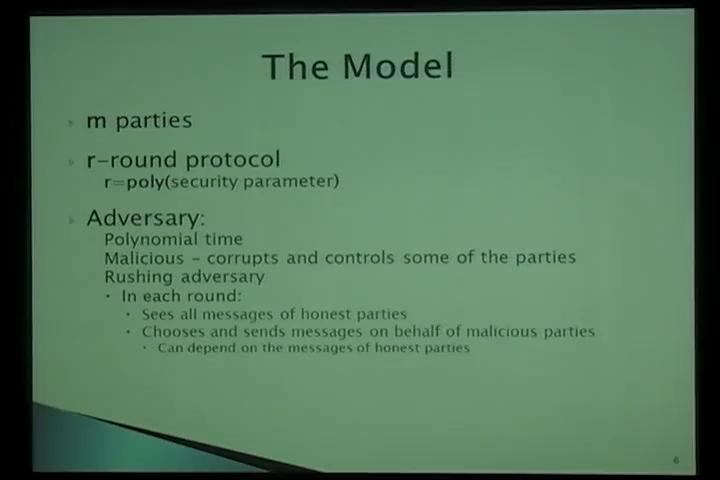 The Model
m parties
r-round protocol
r=poly(security parameter)
Adversary:
Polynomial time
Malicious – corrupts and controls some of the parties
Rushing adversary
• In each round:
• Sees all messages of honest parties
• Chooses and sends messages on behalf of malicious parties
• Can depend on the messages of honest parties
6